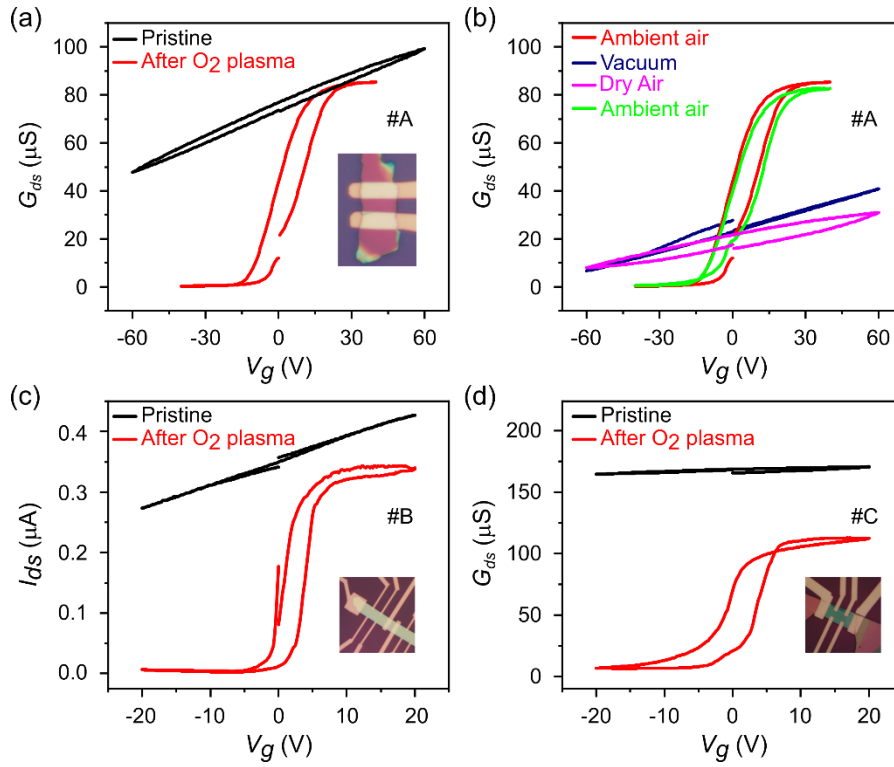 (a)
Pristine
After O2 plasma
#A
100
80
60
40
20
0
Gds (μS)
-60 -30 0 30 60
Vg (V)
(b)
Ambient air
Vacuum
Dry Air
Ambient air
#A
100
80
60
40
20
0
Gds (μS)
-60 -30 0 30 60
Vg (V)
(c)
Pristine
After O2 plasma
#B
0.4
0.3
0.2
0.1
0.0
Ids (μA)
-20 -10 0 10 20
Vg (V)
(d)
Pristine
After O2 plasma
#C
200
150
100
50
0
Gds (μS)
-20 -10 0 10 20
Vg (V)